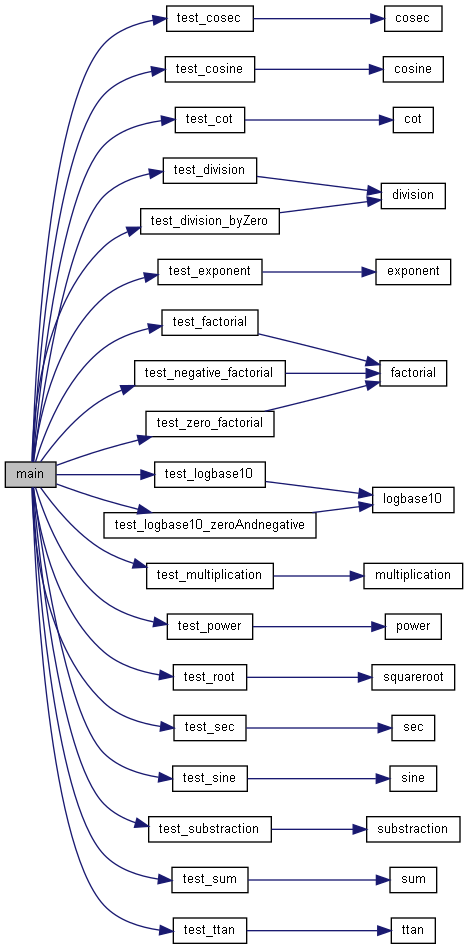 test_cosec cosec
test_cosine cosine
test_cot cot
test_division
division
test_division_byZero
test_exponent exponent
test_factorial
test_negative_factorial factorial
test_zero_factorial
main test_logbase10
logbase10
test_logbase10_zeroAndnegative
test_multiplication multiplication
test_power power
test_root squareroot
test_sec sec
test_sine sine
test_substraction substraction
test_sum sum
test_ttan ttan